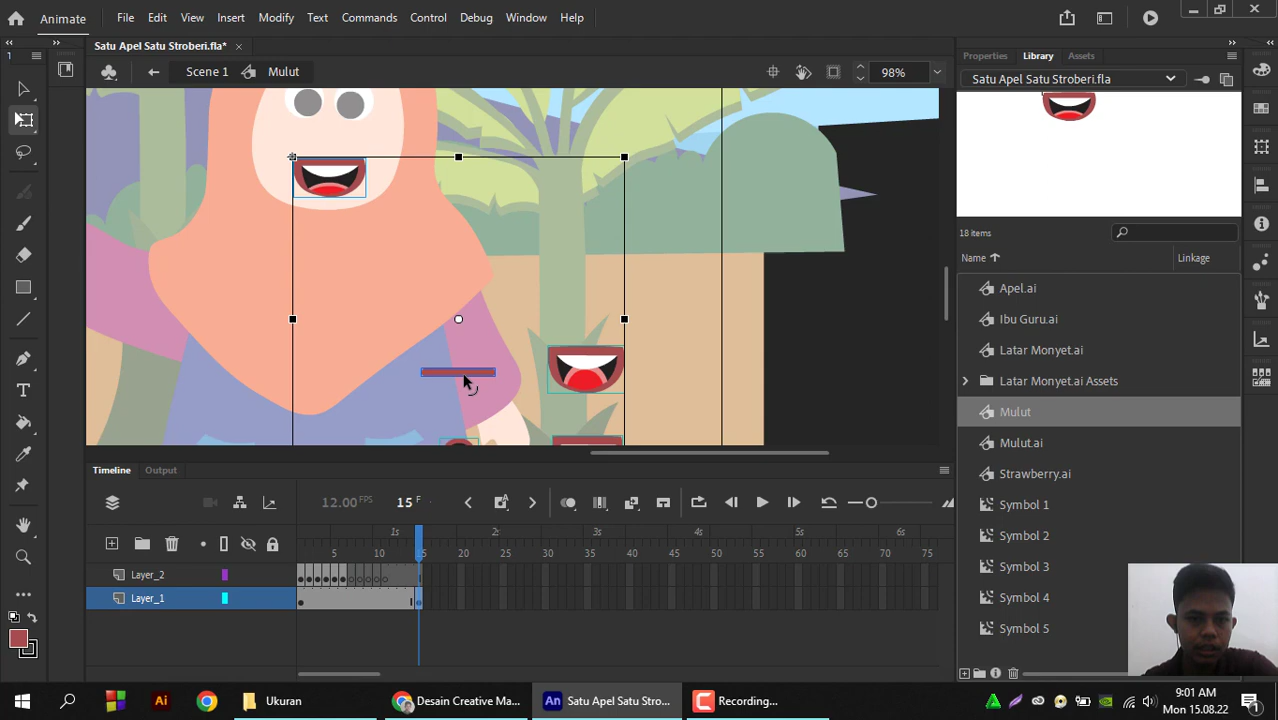 Animate
File Edit View Insert Modify Text Commands Control Debug Window Help
Satu Apel Satu Stroberi.fla* ×
1
Scene 1 Mulut
98%
Properties Library Assets
Satu Apel Satu Stroberi.fla
18 items
Name Linkage
Apel.ai
Ibu Guru.ai
Latar Monyet.ai
Latar Monyet.ai Assets
Mulut
Mulut.ai
Strawberry.ai
Symbol 1
Symbol 2
Symbol 3
Symbol 4
Symbol 5
Timeline Output
12.00 FPS 15 F
1s 2s 3s 4s 5s 6s
5 10 15 20 25 30 35 40 45 50 55 60 65 70 75
Layer_2
Layer_1
Ai Ukuran Desain Creative Ma... An Satu Apel Satu Stro... Recording...
9:01 AM
Mon 15.08.22